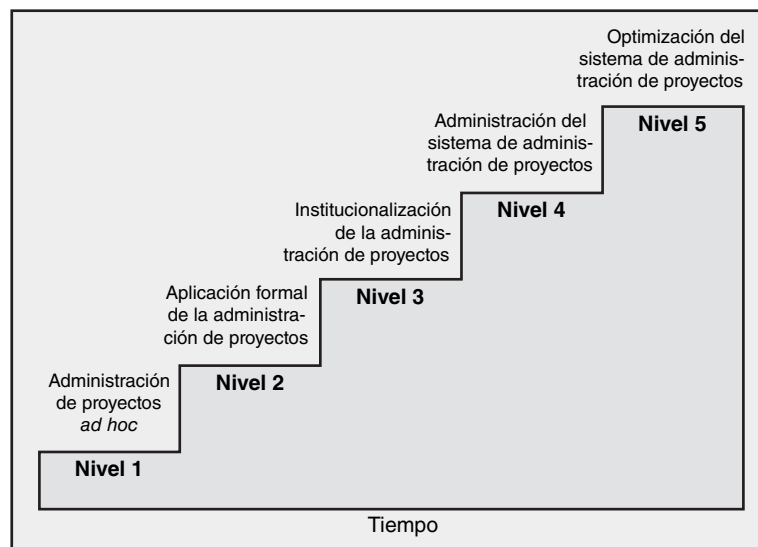 Optimización del
sistema de adminis-
tración de proyectos
Nivel 5
Administración del
sistema de adminis-
tración de proyectos
Nivel 4
Institucionalización
de la adminis-
tración de proyectos
Nivel 3
Aplicación formal
de la administra-
ción de proyectos
Nivel 2
Administración
de proyectos
ad hoc
Nivel 1
Tiempo